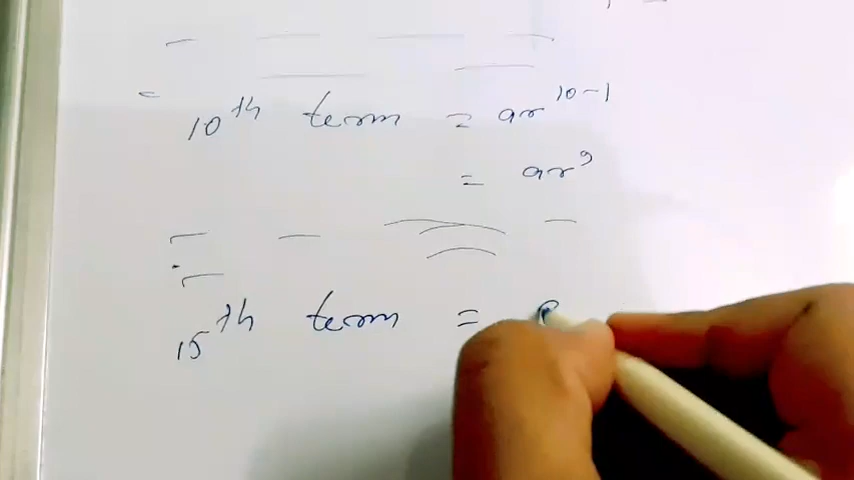 10th term = ar^10-1
= ar^9
15th term =